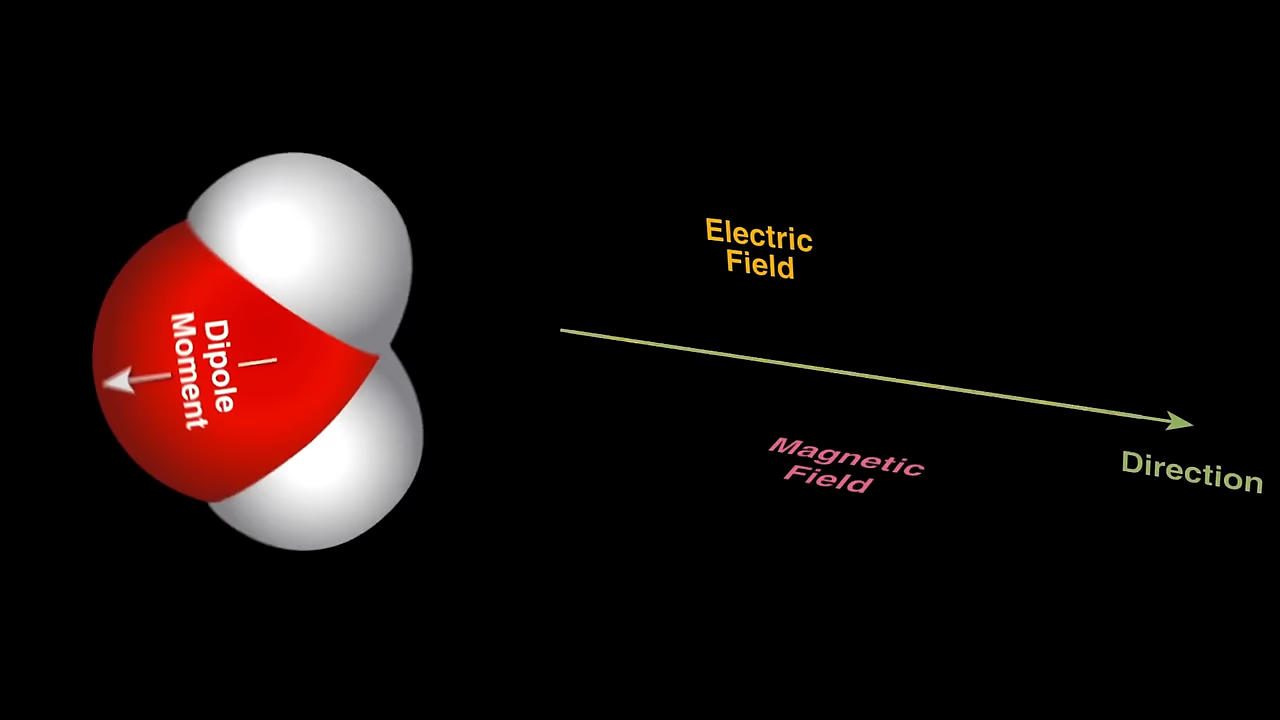 Dipole
Moment
Electric
Field
Magnetic
Field
Direction